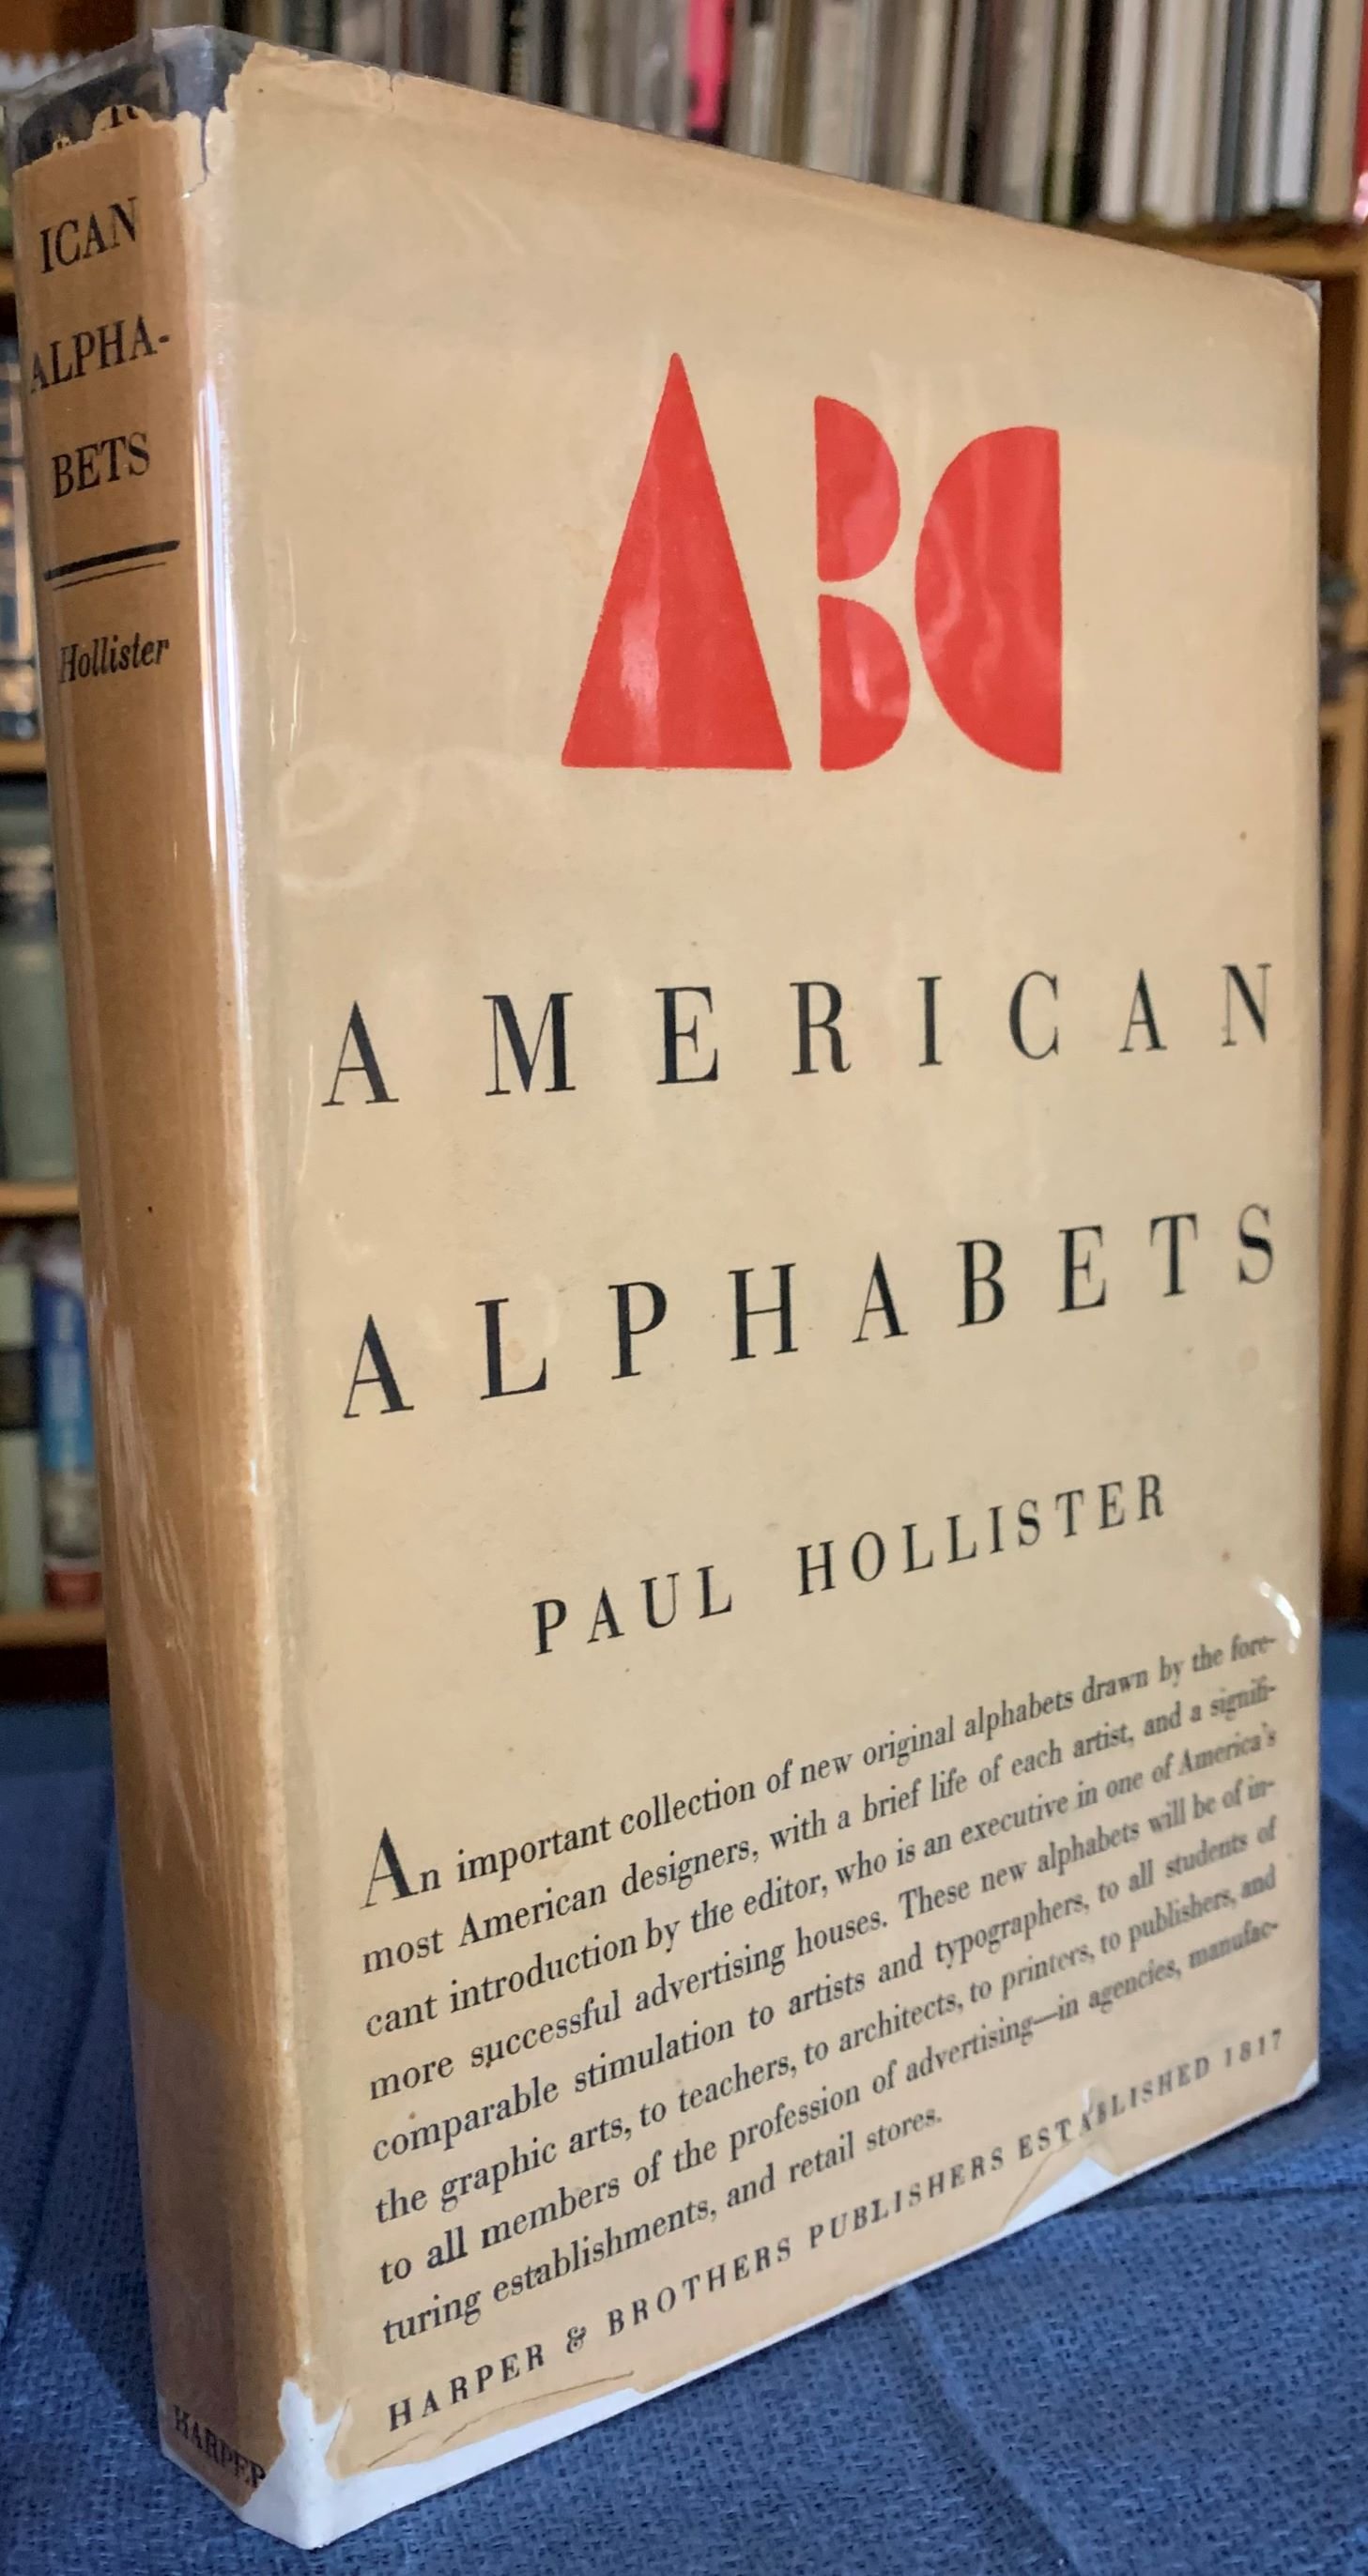 ICAN
ALPHA-
BETS
Hollister
HARPER
ABC
AMERICAN
ALPHABETS
PAUL HOLLISTER
An important collection of new original alphabets drawn by the fore-
most American designers, with a brief life of each artist, and a signifi-
cant introduction by the editor, who is an executive in one of America's
more successful advertising houses. These new alphabets will be of in-
comparable stimulation to artists and typographers, to all students of
the graphic arts, to teachers, to architects, to printers, to publishers, and
to all members of the profession of advertising—in agencies, manufac-
turing establishments, and retail stores.
HARPER & BROTHERS PUBLISHERS ESTABLISHED 1817